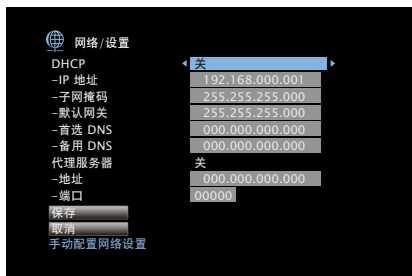 网络/设置
DHCP 关
–IP 地址 192.168.000.001
–子网掩码 255.255.255.000
–默认网关 255.255.255.000
–首选 DNS 000.000.000.000
–备用 DNS 000.000.000.000
代理服务器 关
–地址 000.000.000.000
–端口 00000
保存
取消
手动配置网络设置